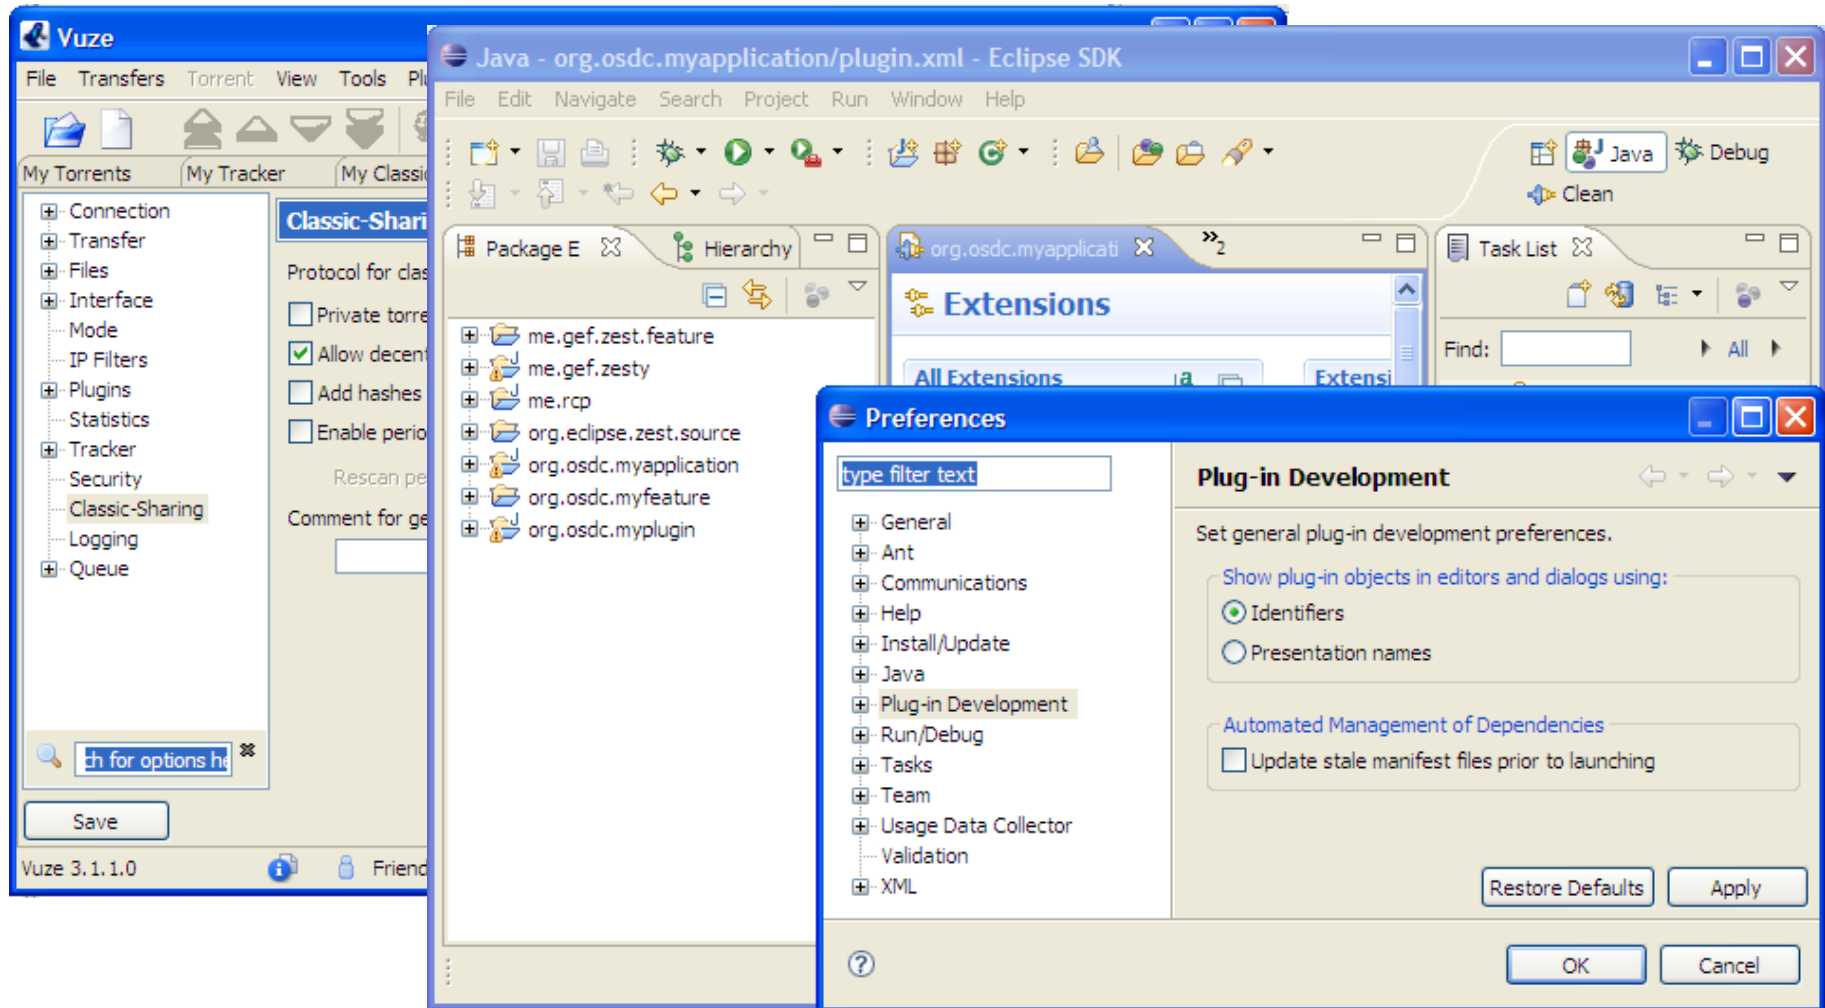 Vuze
File Transfers Torrent View Tools
My Torrents My Tracker My Classic
Connection
Transfer
Files
Interface
Mode
IP Filters
Plugins
Statistics
Tracker
Security
Classic-Sharing
Logging
Queue
ch for options he
Save
Vuze 3.1.1.0 Friend
Classic-Shari
Protocol for clas
Private torre
Allow decent
Add hashes
Enable perio
Rescan pe
Comment for ge
Java - org.osdc.myapplication/plugin.xml - Eclipse SDK
File Edit Navigate Search Project Run Window Help
Java Debug
Clean
Package E Hierarchy
me.gef.zest.feature
me.gef.zesty
me.rcp
org.eclipse.zest.source
org.osdc.myapplication
org.osdc.myfeature
org.osdc.myplugin
org.osdc.myapplicati »2
Extensions
All Extensions Extensi
Task List
Find: All
Preferences
type filter text
General
Ant
Communications
Help
Install/Update
Java
Plug-in Development
Run/Debug
Tasks
Team
Usage Data Collector
Validation
XML
Plug-in Development
Set general plug-in development preferences.
Show plug-in objects in editors and dialogs using:
Identifiers
Presentation names
Automated Management of Dependencies
Update stale manifest files prior to launching
Restore Defaults Apply
OK Cancel